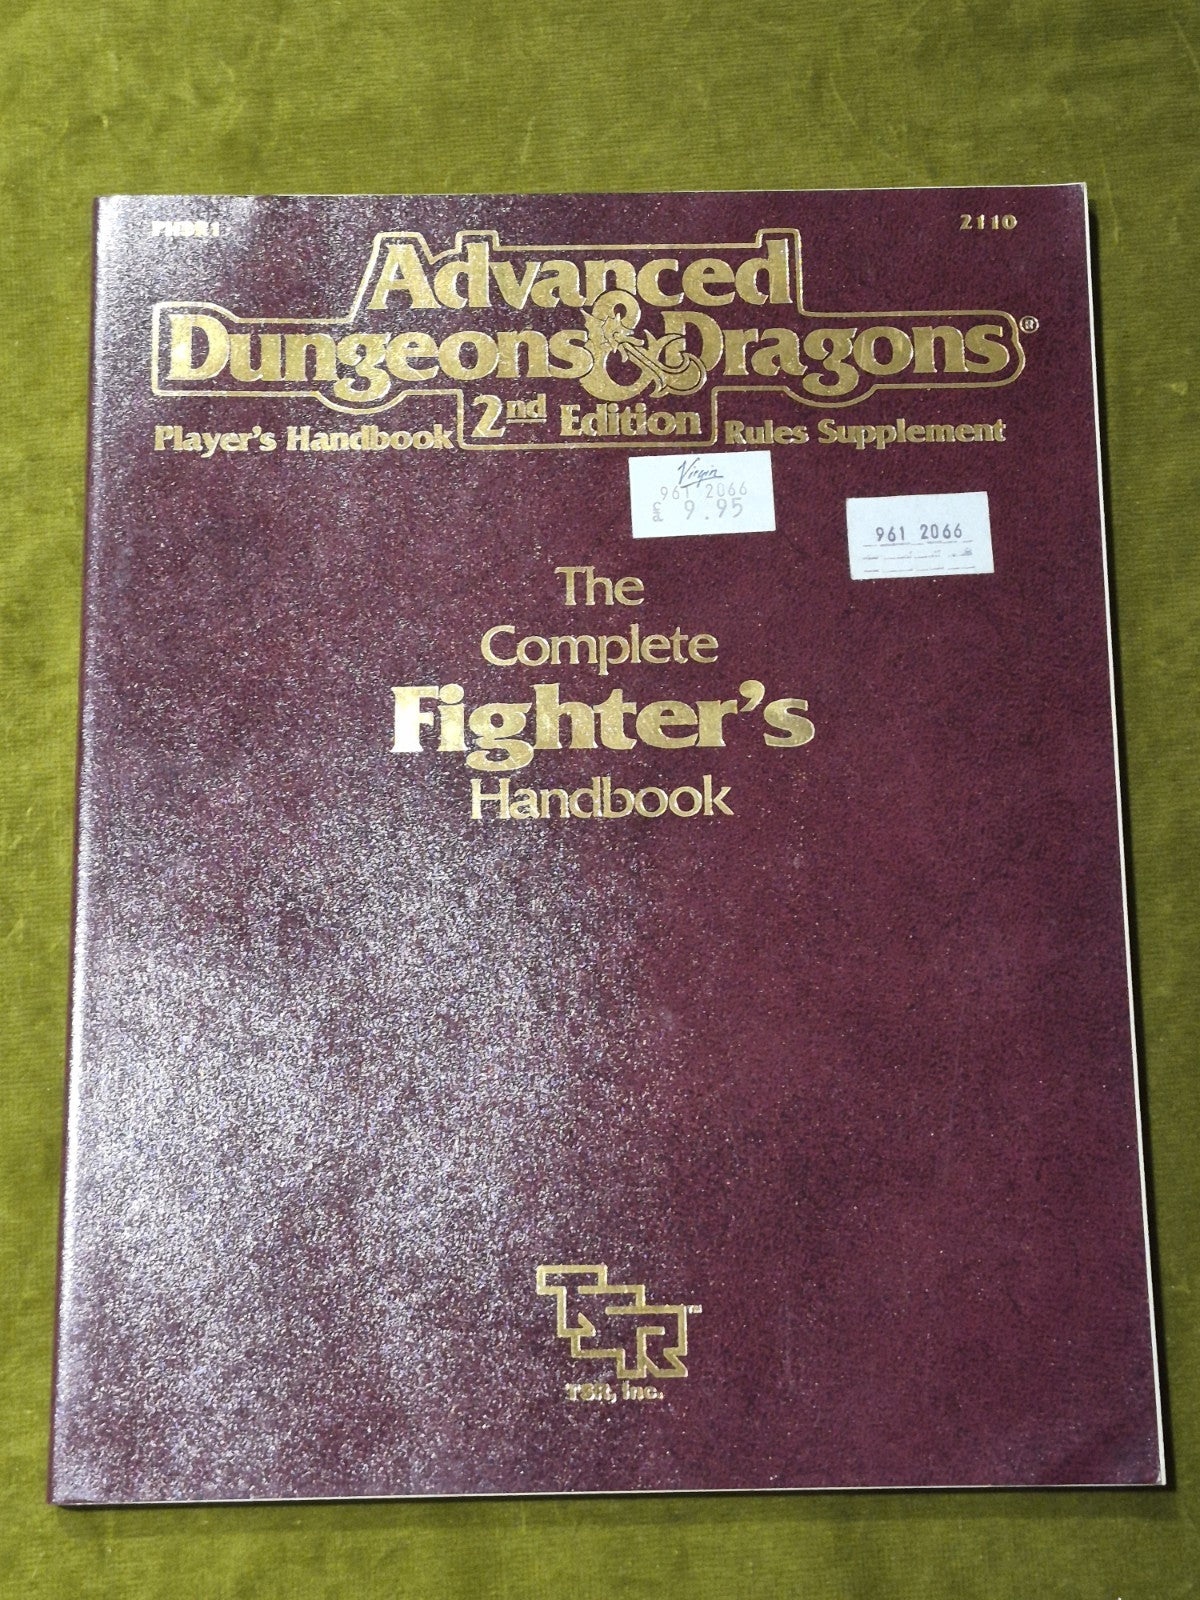 PHBR1
2110
Advanced
Dungeons & Dragons®
2nd Edition
Player's Handbook
Rules Supplement
Virgin
961 2066
9.95
961 2066
The
Complete
Fighter's
Handbook
TSR™
TSR, Inc.